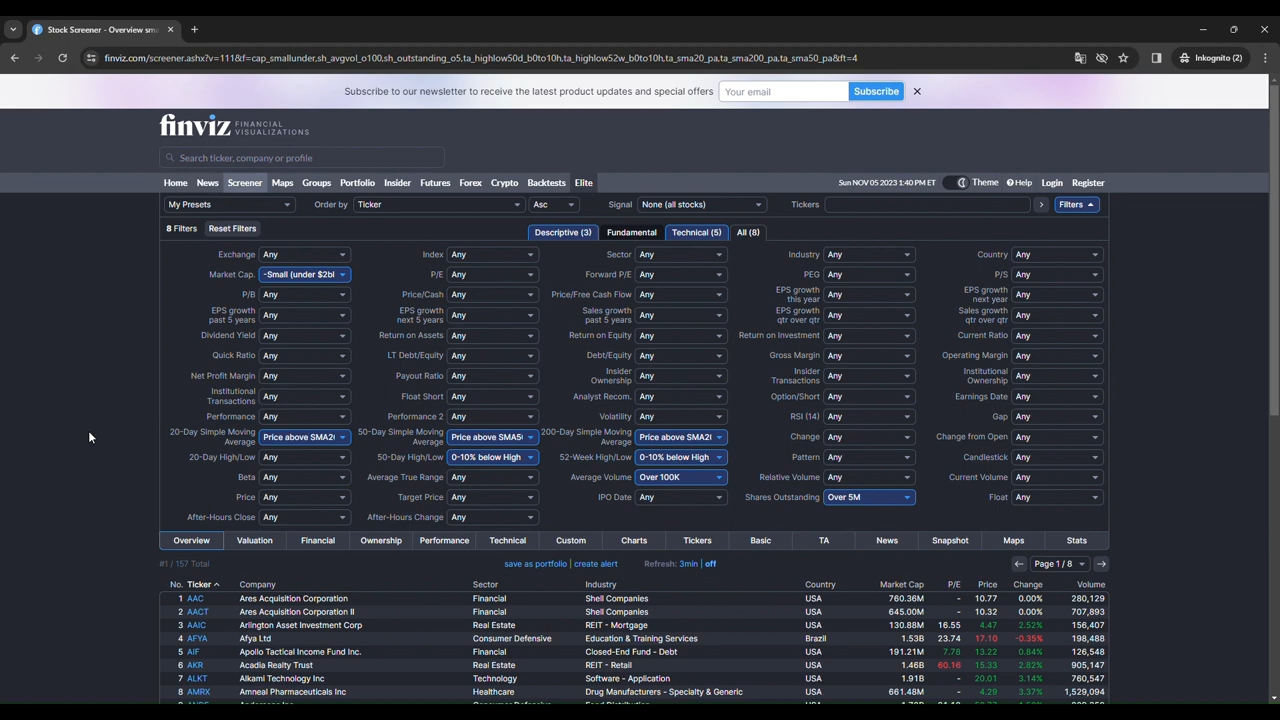 Stock Screener - Overview sma
finviz.com/screener.ashx?v=111&f=cap_smallunder,sh_avgvol_o100,sh_outstanding_o5,ta_highlow50d_b0to10h,ta_highlow52w_b0to10h,ta_sma20_pa,ta_sma200_pa,ta_sma50_pa&ft=4
Inkognito (2)
Subscribe to our newsletter to receive the latest product updates and special offers Your email Subscribe
finviz FINANCIAL VISUALIZATIONS
Search ticker, company or profile
Home News Screener Maps Groups Portfolio Insider Futures Forex Crypto Backtests Elite Sun NOV 05 2023 1:40 PM ET Theme Help Login Register
My Presets Order by Ticker Asc Signal None (all stocks) Tickers Filters
8 Filters Reset Filters Descriptive (3) Fundamental Technical (5) All (8)
Exchange Any Index Any Sector Any Industry Any Country Any
Market Cap. -Small (under $2bl P/E Any Forward P/E Any PEG Any P/S Any
P/B Any Price/Cash Any Price/Free Cash Flow Any EPS growth this year Any EPS growth next year Any
EPS growth past 5 years Any EPS growth next 5 years Any Sales growth past 5 years Any EPS growth qtr over qtr Any Sales growth qtr over qtr Any
Dividend Yield Any Return on Assets Any Return on Equity Any Return on Investment Any Current Ratio Any
Quick Ratio Any LT Debt/Equity Any Debt/Equity Any Gross Margin Any Operating Margin Any
Net Profit Margin Any Payout Ratio Any Insider Ownership Any Insider Transactions Any Institutional Ownership Any
Institutional Transactions Any Float Short Any Analyst Recom. Any Option/Short Any Earnings Date Any
Performance Any Performance 2 Any Volatility Any RSI (14) Any Gap Any
20-Day Simple Moving Average Price above SMA2( 50-Day Simple Moving Average Price above SMA5( 200-Day Simple Moving Average Price above SMA2( Change Any Change from Open Any
20-Day High/Low Any 50-Day High/Low 0-10% below High 52-Week High/Low 0-10% below High Pattern Any Candlestick Any
Beta Any Average True Range Any Average Volume Over 100K Relative Volume Any Current Volume Any
Price Any Target Price Any IPO Date Any Shares Outstanding Over 5M Float Any
After-Hours Close Any After-Hours Change Any
Overview Valuation Financial Ownership Performance Technical Custom Charts Tickers Basic TA News Snapshot Maps Stats
#1 / 157 Total save as portfolio | create alert Refresh: 3min | off Page 1 / 8
No. Ticker Company Sector Industry Country Market Cap P/E Price Change Volume
1 AAC Ares Acquisition Corporation Financial Shell Companies USA 760.36M - 10.77 0.00% 280,129
2 AACT Ares Acquisition Corporation II Financial Shell Companies USA 645.00M - 10.32 0.00% 707,893
3 AAIC Arlington Asset Investment Corp Real Estate REIT - Mortgage USA 130.88M 16.55 4.47 2.52% 156,407
4 AFYA Afya Ltd Consumer Defensive Education & Training Services Brazil 1.53B 23.74 17.10 -0.35% 198,488
5 AIF Apollo Tactical Income Fund Inc. Financial Closed-End Fund - Debt USA 191.21M 7.78 13.22 0.84% 126,548
6 AKR Acadia Realty Trust Real Estate REIT - Retail USA 1.46B 60.16 15.33 2.82% 905,147
7 ALKT Alkami Technology Inc Technology Software - Application USA 1.91B - 20.01 3.14% 760,547
8 AMRX Amneal Pharmaceuticals Inc Healthcare Drug Manufacturers - Specialty & Generic USA 661.48M - 4.29 3.37% 1,529,094